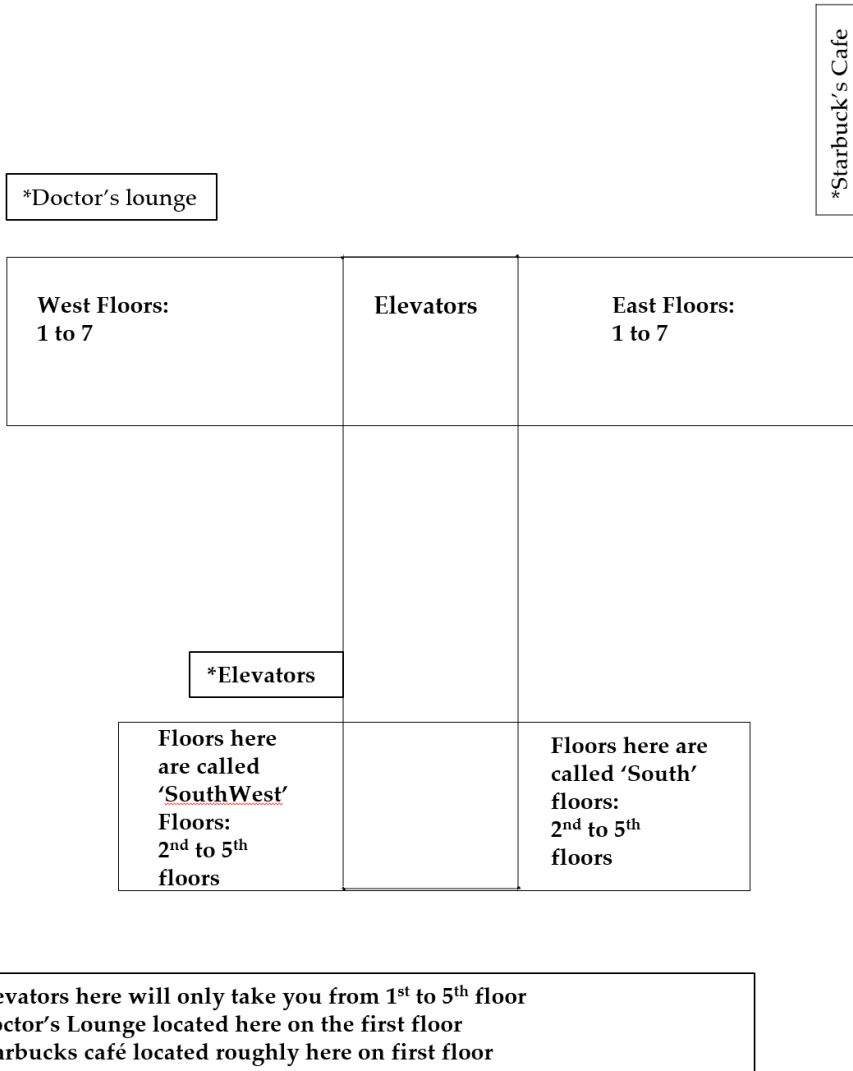 *Starbuck's Cafe
*Doctor's lounge
West Floors:
1 to 7
Elevators
East Floors:
1 to 7
*Elevators
Floors here
are called
‘SouthWest’
Floors:
2nd to 5th
floors
Floors here are
called ‘South’
floors:
2nd to 5th
floors
evators here will only take you from 1st to 5th floor
octor’s Lounge located here on the first floor
arbucks café located roughly here on first floor